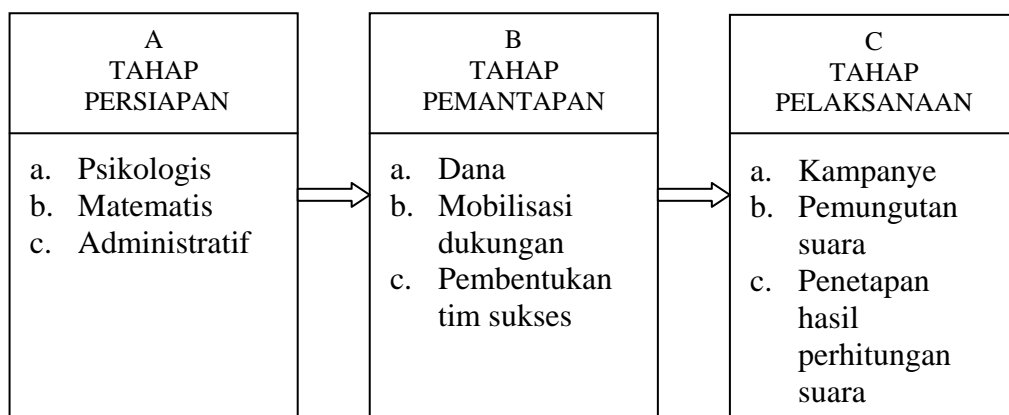 A
TAHAP
PERSIAPAN
a. Psikologis
b. Matematis
c. Administratif
B
TAHAP
PEMANTAPAN
a. Dana
b. Mobilisasi
dukungan
c. Pembentukan
tim sukses
C
TAHAP
PELAKSANAAN
a. Kampanye
b. Pemungutan
suara
c. Penetapan
hasil
perhitungan
suara